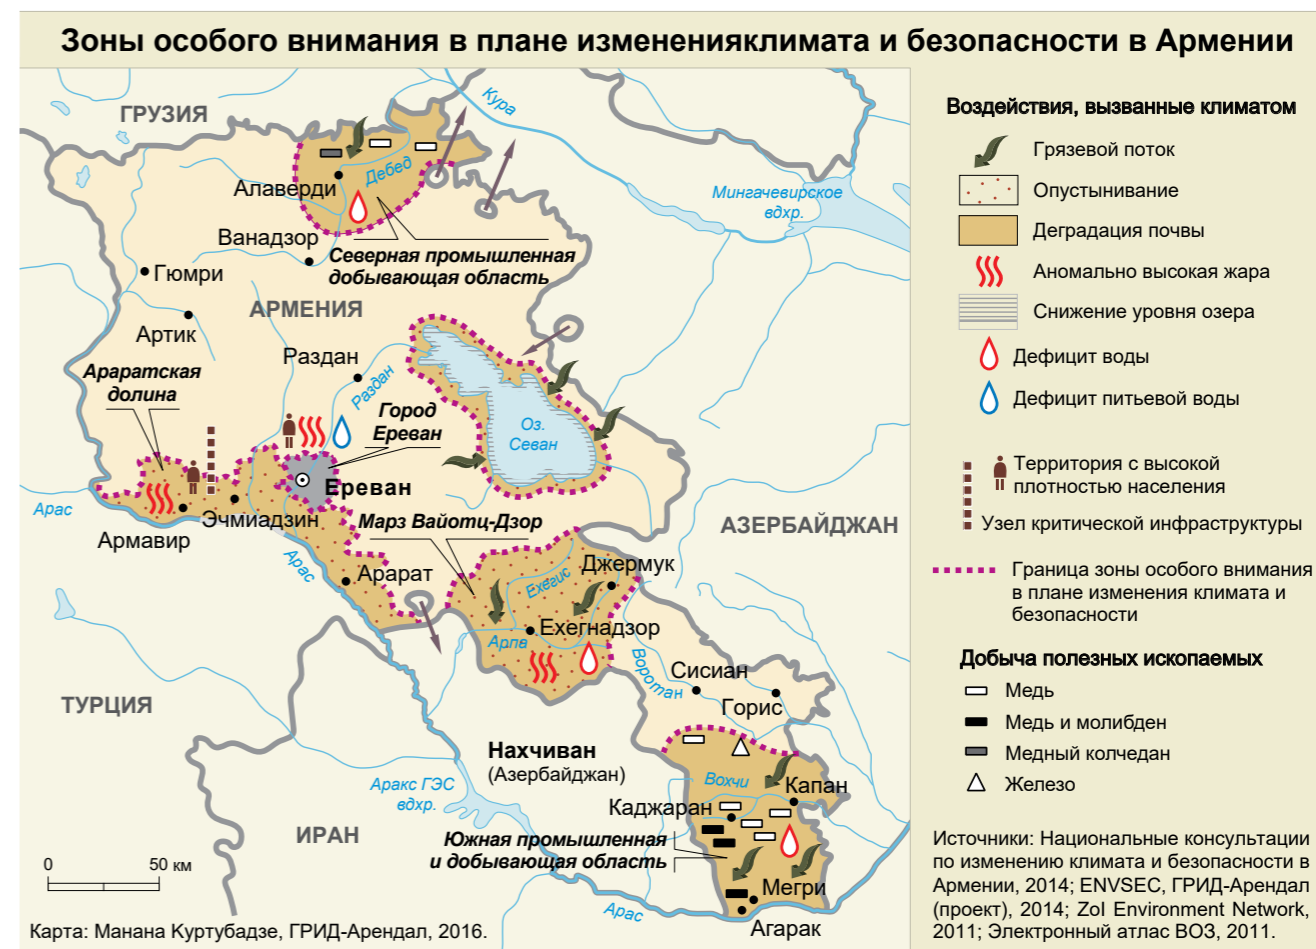 Зоны особого внимания в плане измененияклимата и безопасности в Армении
ГРУЗИЯ
Кура
Алаверди
Дебед
Мингачевирское
вдхр.
Ванадзор
Северная промышленная
добывающая область
Гюмри
АРМЕНИЯ
Артик
Раздан
Раздан
Араратская
долина
Город
Ереван
Оз.
Севан
Ереван
Арас
Эчмиадзин
Армавир
Марз Вайотц-Дзор
АЗЕРБАЙДЖАН
Арас
Арарат
Джермук
Ехегис
Ехегнадзор
Арпв
Воротан
Сисиан
Горис
ТУРЦИЯ
Нахчиван
(Азербайджан)
Аракс ГЭС
вдхр.
Вохчи
Капан
Каджаран
ИРАН
Южная промышленная
и добывающая область
Мегри
Арас
Агарак
0 50 км
Карта: Манана Куртубадзе, ГРИД-Арендал, 2016.
Воздействия, вызванные климатом
Грязевой поток
Опустынивание
Деградация почвы
Аномально высокая жара
Снижение уровня озера
Дефицит воды
Дефицит питьевой воды
Территория с высокой
плотностью населения
Узел критической инфраструктуры
Граница зоны особого внимания
в плане изменения климата и
безопасности
Добыча полезных ископаемых
Медь
Медь и молибден
Медный колчедан
Железо
Источники: Национальные консультации
по изменению климата и безопасности в
Армении, 2014; ENVSEC, ГРИД-Арендал
(проект), 2014; ZoI Environment Network,
2011; Электронный атлас ВОЗ, 2011.